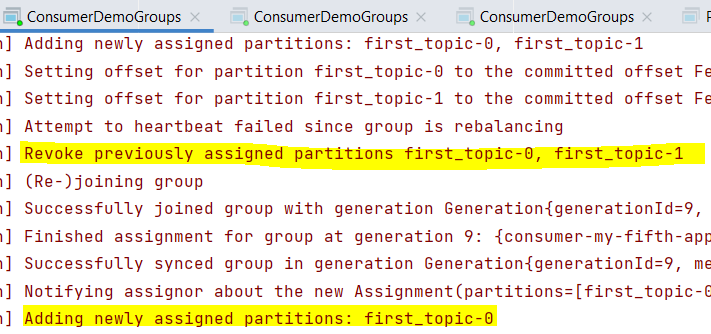 ConsumerDemoGroups ConsumerDemoGroups ConsumerDemoGroups
n] Adding newly assigned partitions: first_topic-0, first_topic-1
n] Setting offset for partition first_topic-0 to the committed offset Fe
n] Setting offset for partition first_topic-1 to the committed offset Fe
n] Attempt to heartbeat failed since group is rebalancing
n] Revoke previously assigned partitions first_topic-0, first_topic-1
n] (Re-)joining group
n] Successfully joined group with generation Generation{generationId=9,
n] Finished assignment for group at generation 9: {consumer-my-fifth-app
n] Successfully synced group in generation Generation{generationId=9, me
n] Notifying assignor about the new Assignment(partitions=[first_topic-0
n] Adding newly assigned partitions: first_topic-0